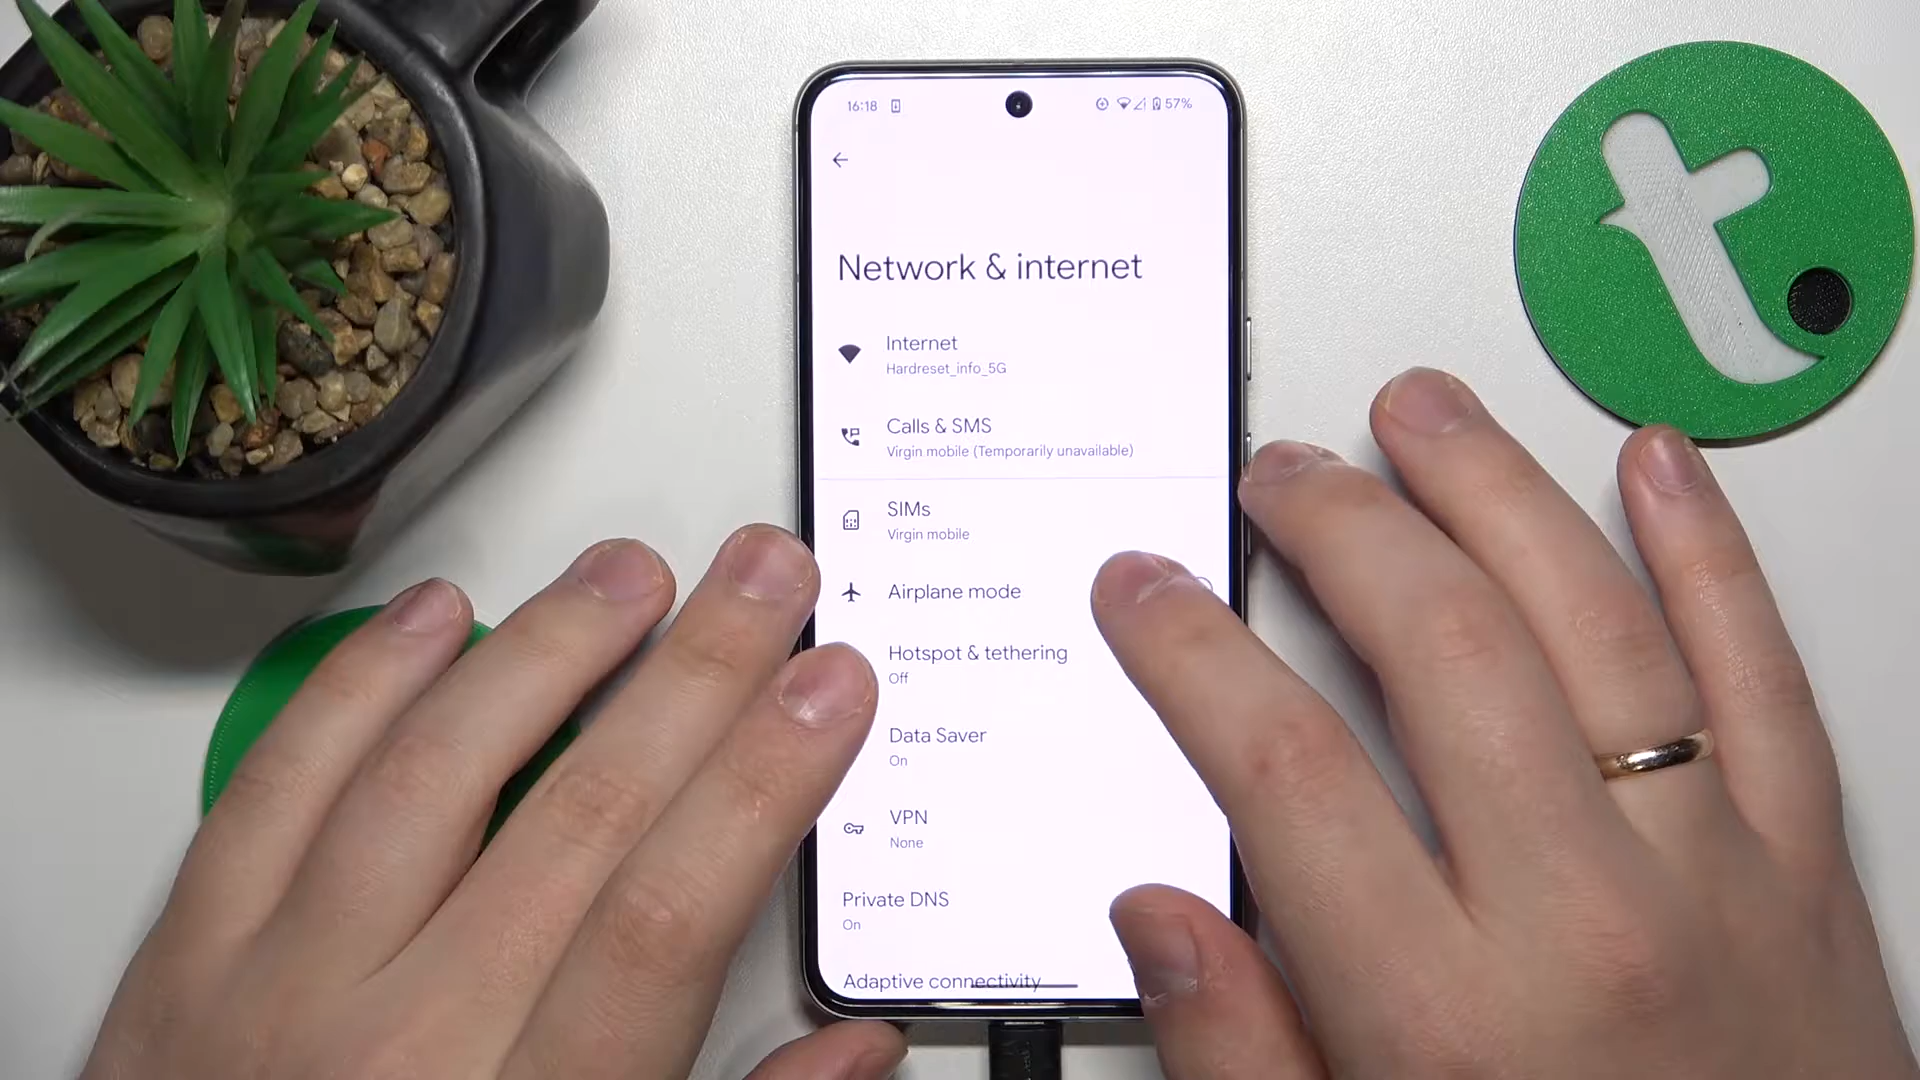 16:18
57%
Network & internet
Internet
Hardreset_info_5G
Calls & SMS
Virgin mobile (Temporarily unavailable)
SIMs
Virgin mobile
Airplane mode
Hotspot & tethering
Off
Data Saver
On
VPN
None
Private DNS
On
Adaptive connectivity
t.